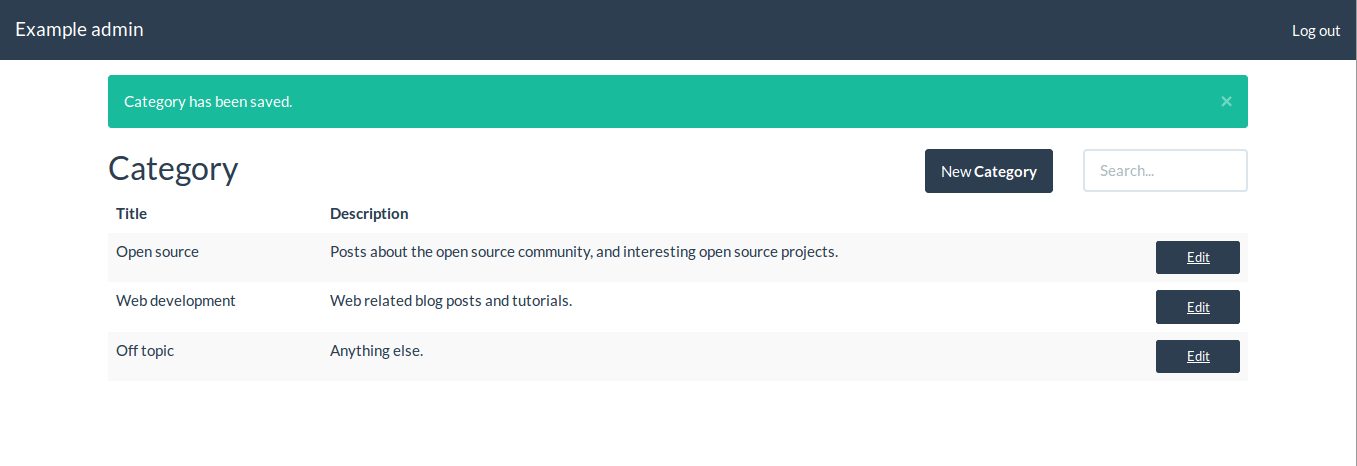 Example admin Log out
Category has been saved. ×
Category New Category Search...
Title Description
Open source Posts about the open source community, and interesting open source projects. Edit
Web development Web related blog posts and tutorials. Edit
Off topic Anything else. Edit